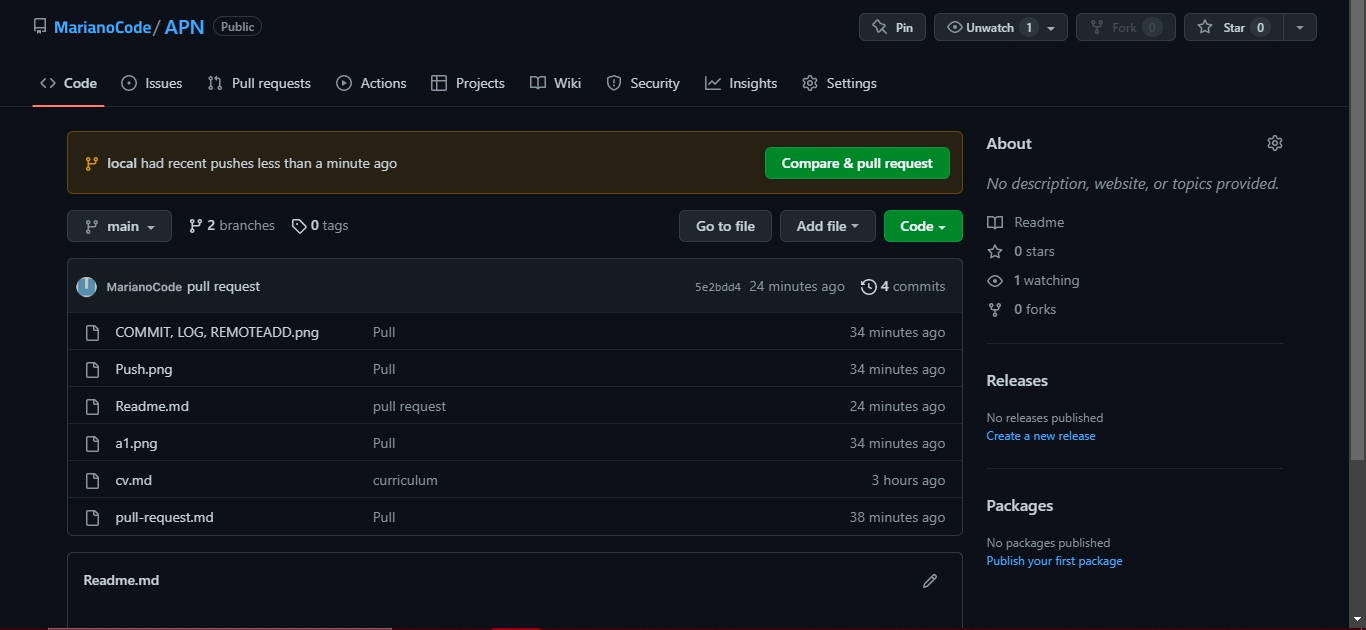 MarianoCode / APN Public
Pin Unwatch 1 Fork 0 Star 0
Code Issues Pull requests Actions Projects Wiki Security Insights Settings
local had recent pushes less than a minute ago Compare & pull request
main 2 branches 0 tags Go to file Add file Code
MarianoCode pull request 5e2bdd4 24 minutes ago 4 commits
COMMIT, LOG, REMOTEADD.png Pull 34 minutes ago
Push.png Pull 34 minutes ago
Readme.md pull request 24 minutes ago
a1.png Pull 34 minutes ago
cv.md curriculum 3 hours ago
pull-request.md Pull 38 minutes ago
Readme.md
About
No description, website, or topics provided.
Readme
0 stars
1 watching
0 forks
Releases
No releases published
Create a new release
Packages
No packages published
Publish your first package